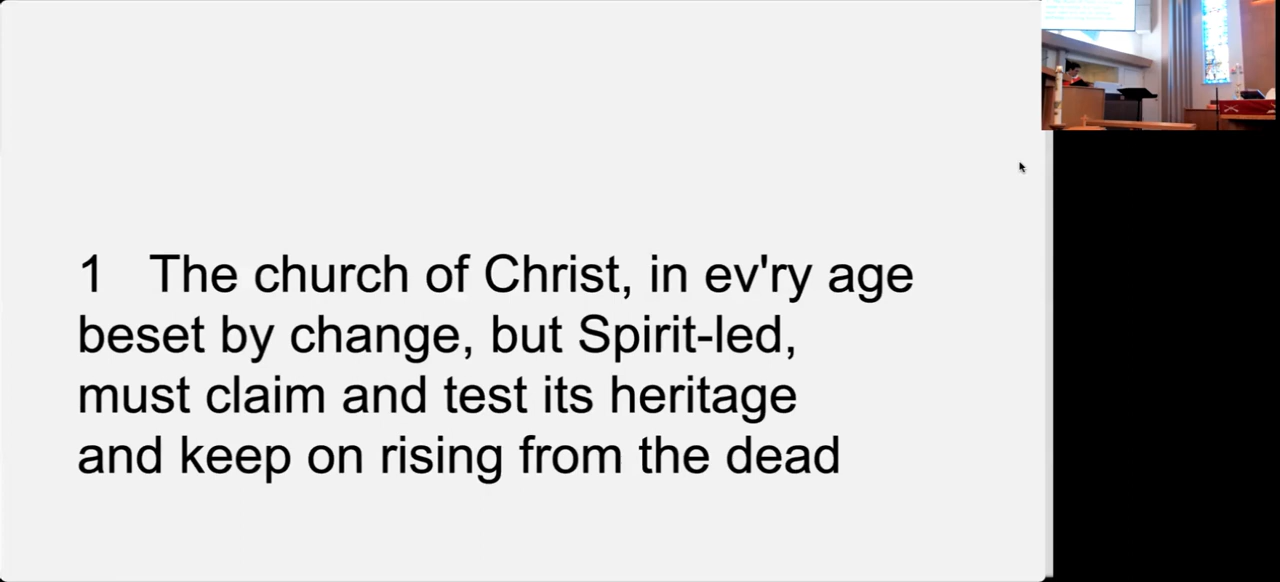 1 The church of Christ, in ev'ry age
beset by change, but Spirit-led,
must claim and test its heritage
and keep on rising from the dead